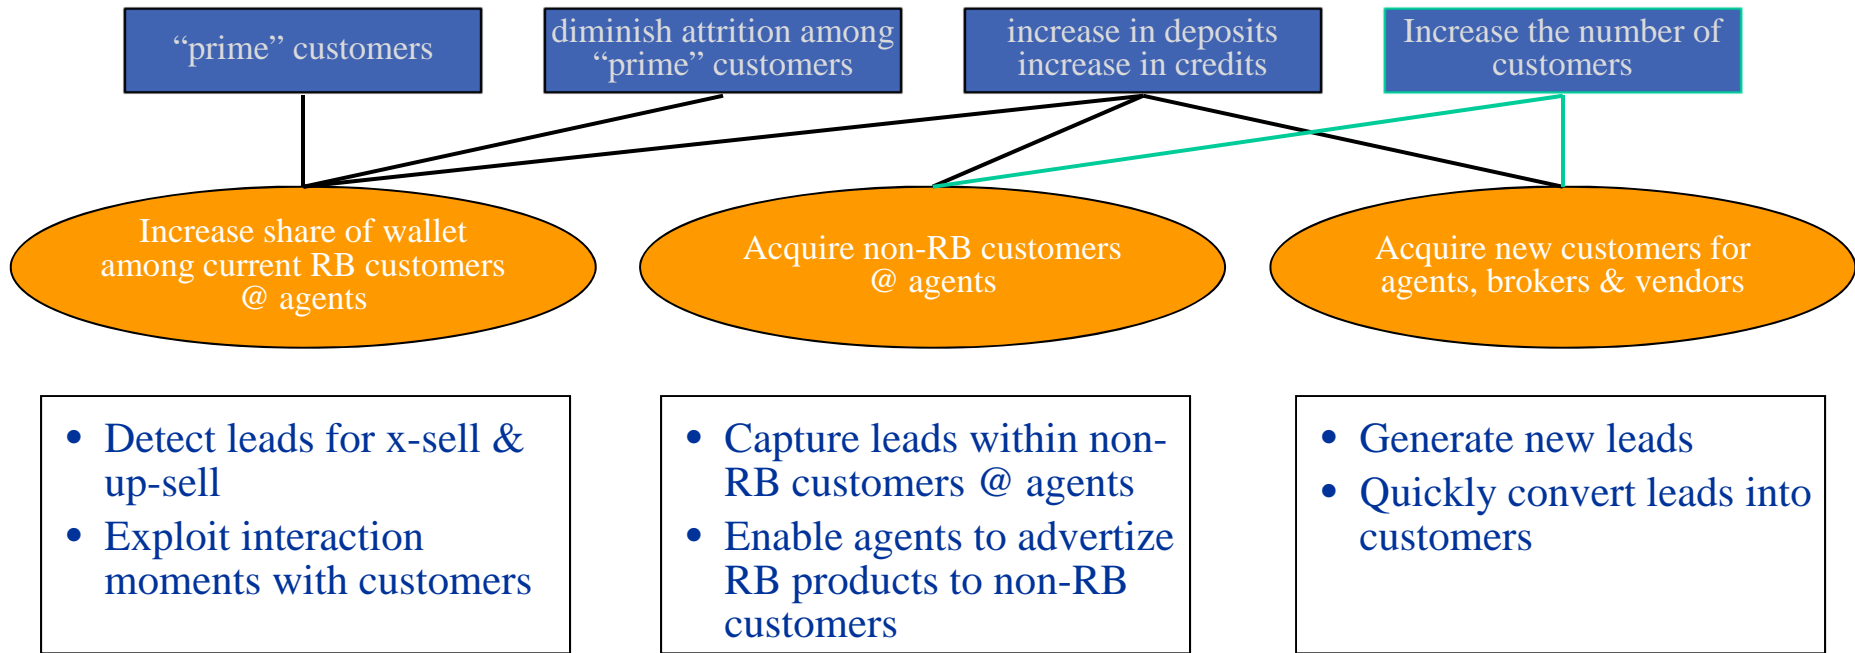 “prime” customers
diminish attrition among
“prime” customers
increase in deposits
increase in credits
Increase the number of
customers
Increase share of wallet
among current RB customers
@ agents
Acquire non-RB customers
@ agents
Acquire new customers for
agents, brokers & vendors
• Detect leads for x-sell &
up-sell
• Exploit interaction
moments with customers
• Capture leads within non-
RB customers @ agents
• Enable agents to advertize
RB products to non-RB
customers
• Generate new leads
• Quickly convert leads into
customers